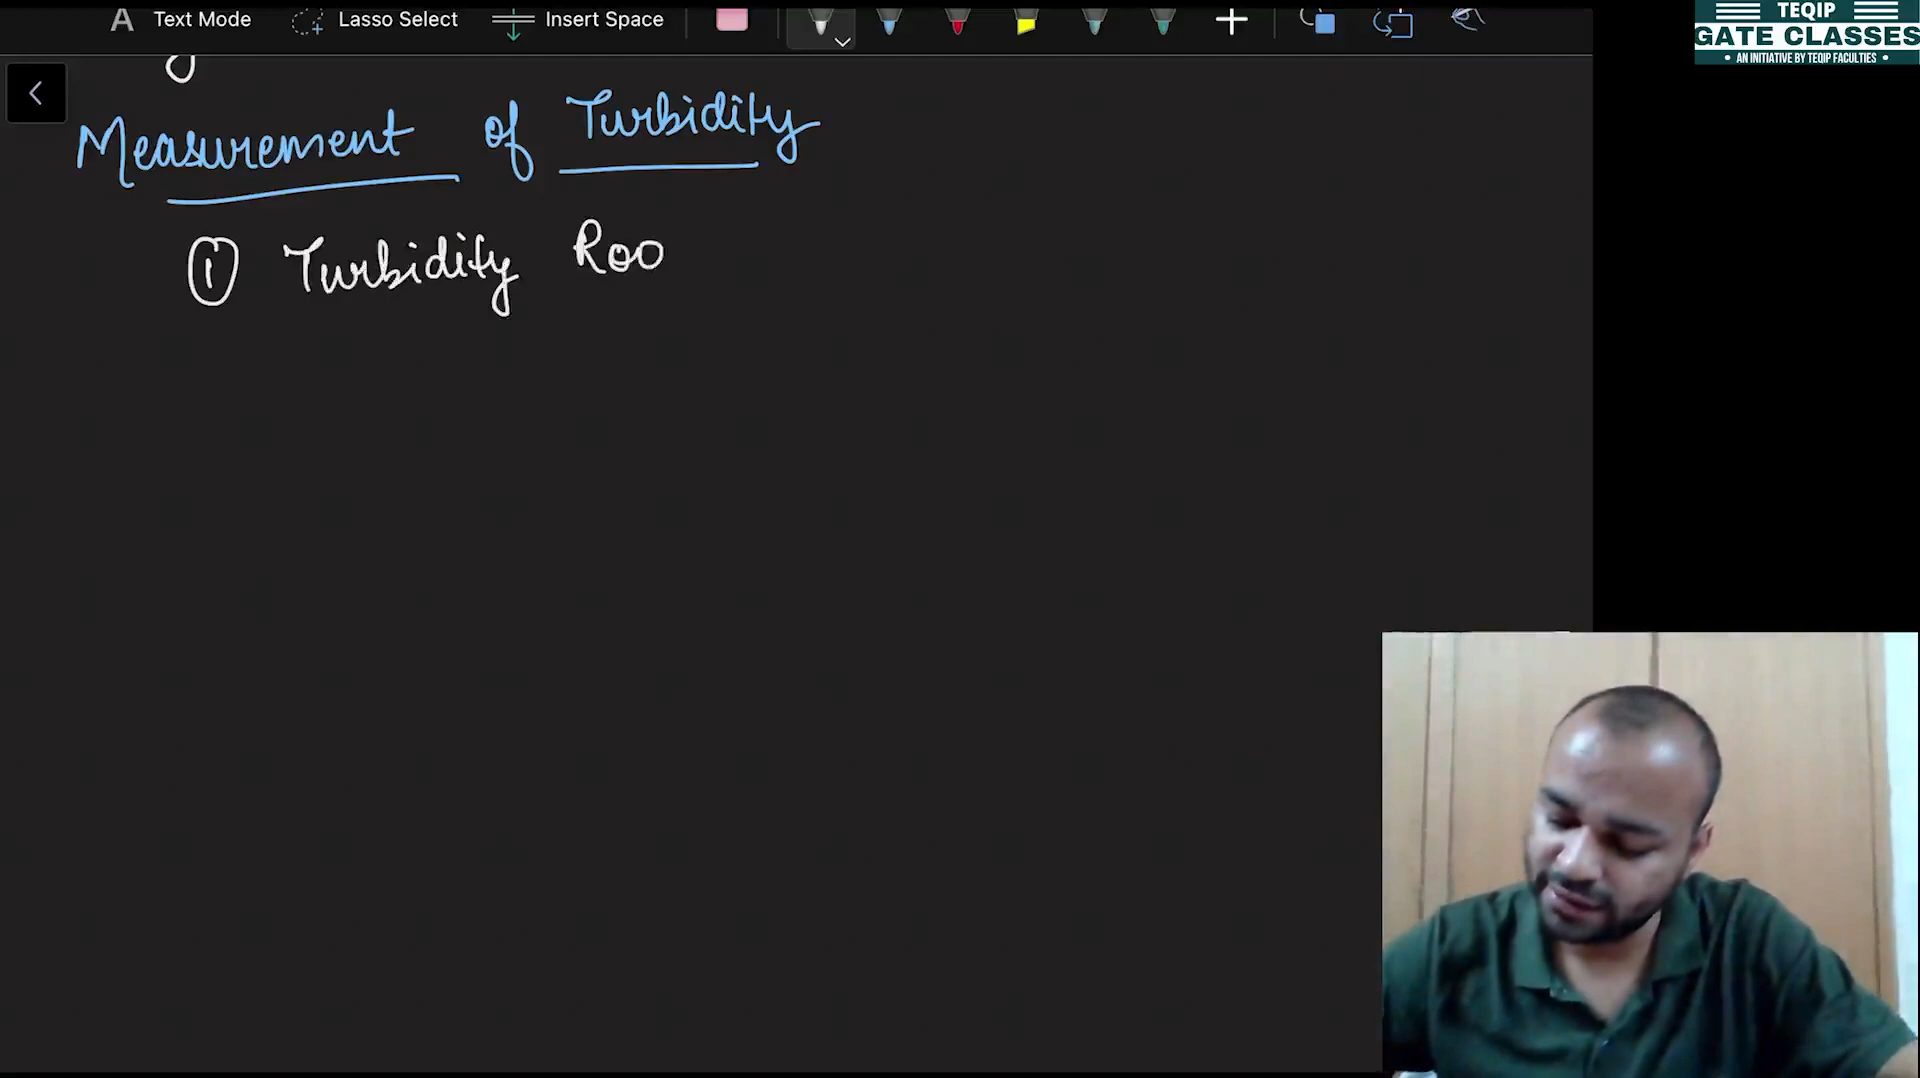 Text Mode
Lasso Select
Insert Space
TEQIP
GATE CLASSES
• AN INITIATIVE BY TEQIP FACULTIES •
Measurement of Turbidity
① Turbidity Roo